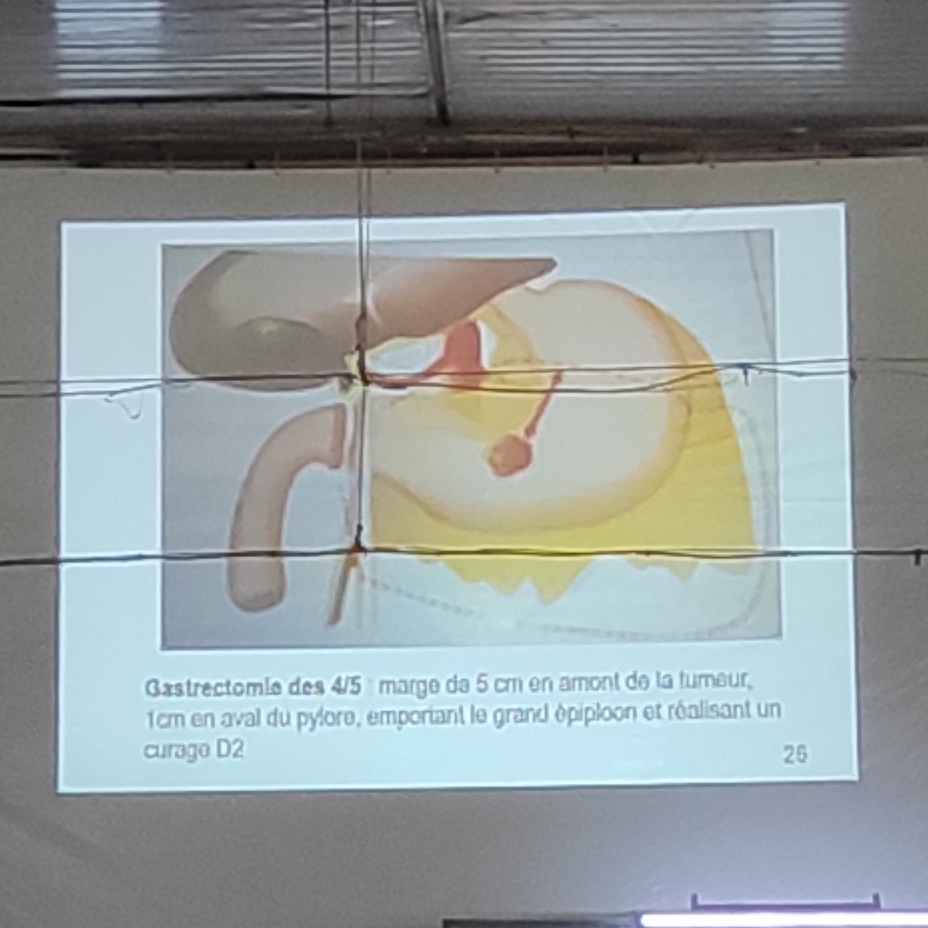 Gastrectomie des 4/5 : marge de 5 cm en amont de la tumeur,
1cm en aval du pylore, emportant le grand épiploon et réalisant un
curage D2
26